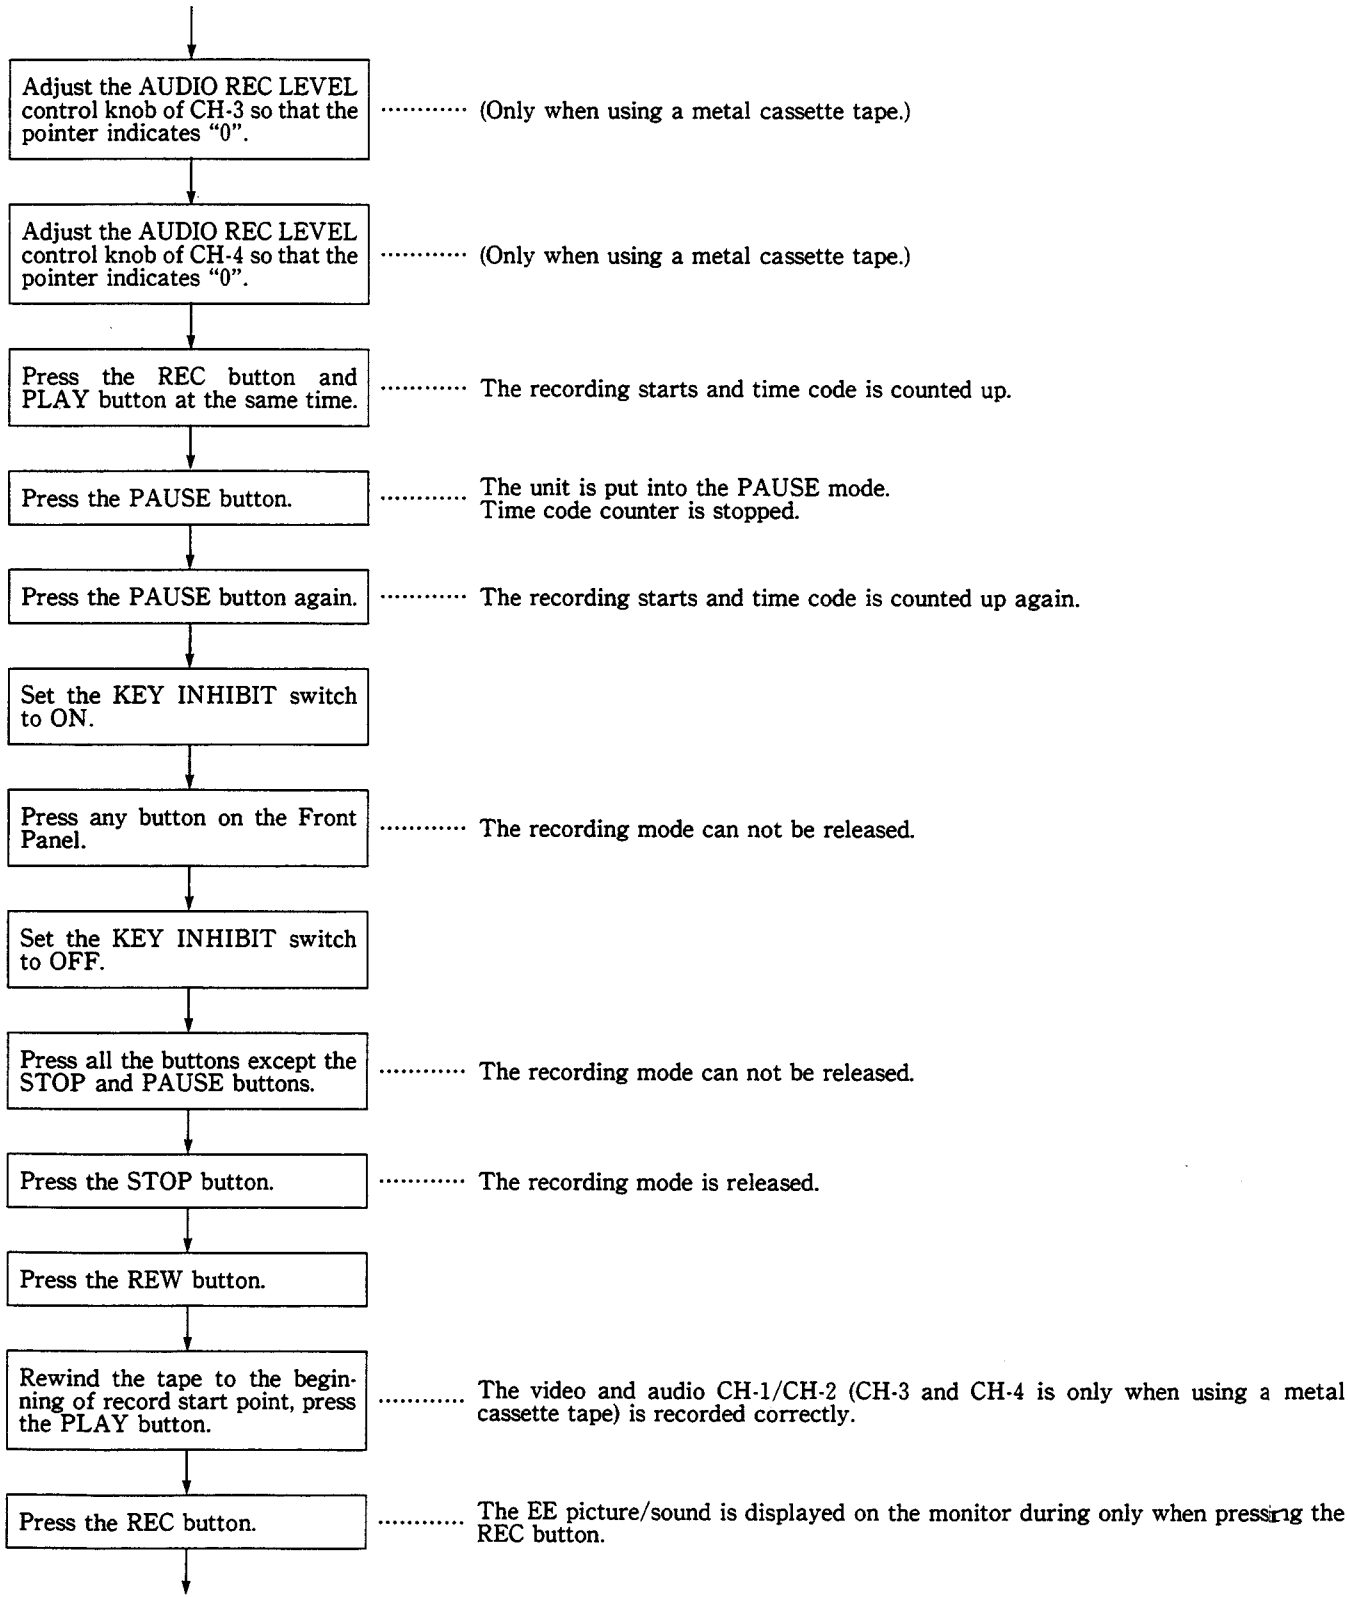 Adjust the AUDIO REC LEVEL
control knob of CH-3 so that the
pointer indicates “0”.
············ (Only when using a metal cassette tape.)
Adjust the AUDIO REC LEVEL
control knob of CH-4 so that the
pointer indicates “0”.
············ (Only when using a metal cassette tape.)
Press the REC button and
PLAY button at the same time.
············ The recording starts and time code is counted up.
Press the PAUSE button.
············ The unit is put into the PAUSE mode.
Time code counter is stopped.
Press the PAUSE button again.
············ The recording starts and time code is counted up again.
Set the KEY INHIBIT switch
to ON.
Press any button on the Front
Panel.
············ The recording mode can not be released.
Set the KEY INHIBIT switch
to OFF.
Press all the buttons except the
STOP and PAUSE buttons.
············ The recording mode can not be released.
Press the STOP button.
············ The recording mode is released.
Press the REW button.
Rewind the tape to the begin-
ning of record start point, press
the PLAY button.
············ The video and audio CH-1/CH-2 (CH-3 and CH-4 is only when using a metal
cassette tape) is recorded correctly.
Press the REC button.
············ The EE picture/sound is displayed on the monitor during only when pressing the
REC button.